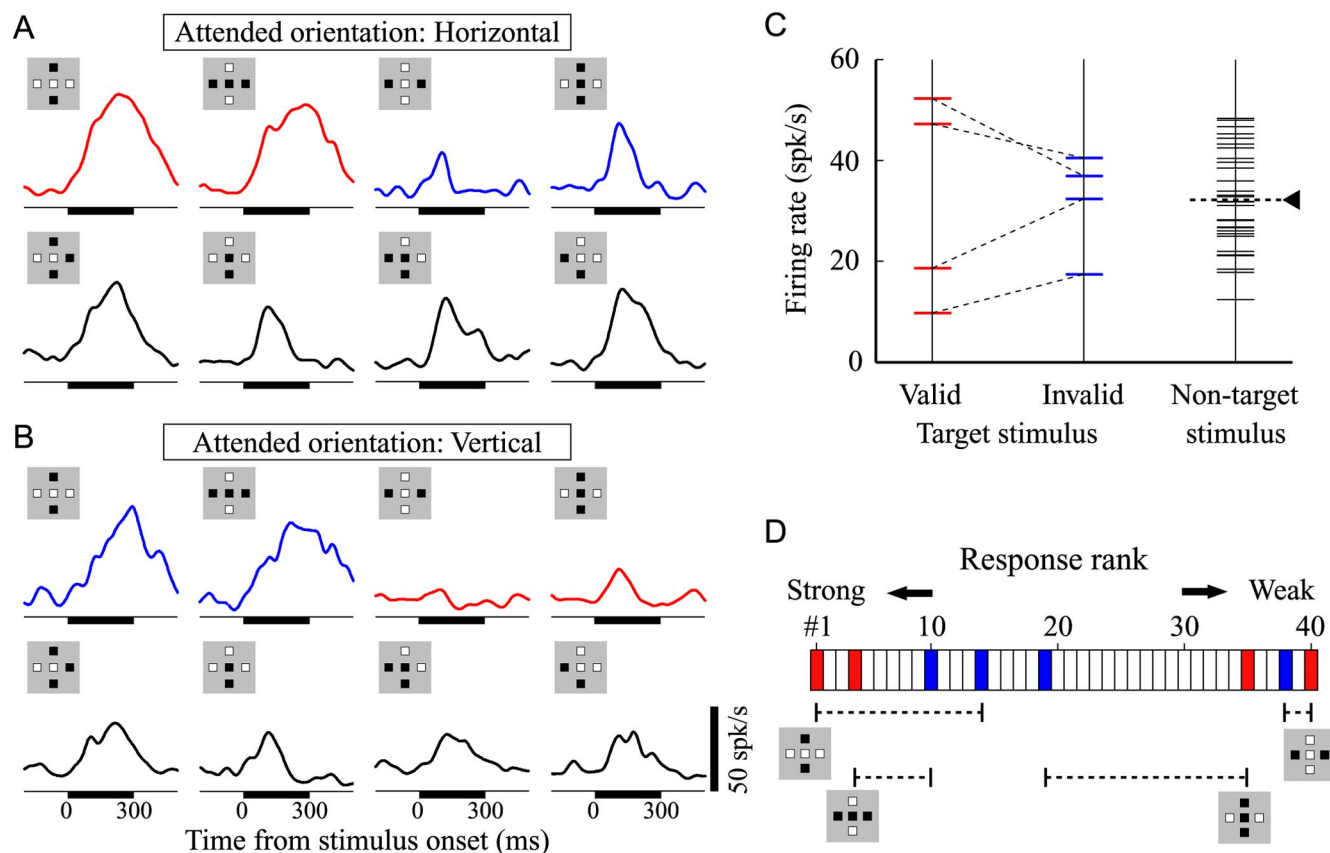 A
Attended orientation: Horizontal
B
Attended orientation: Vertical
50 spk/s
0 300 0 300 0 300 0 300
Time from stimulus onset (ms)
C
Firing rate (spk/s)
60
40
20
0
Valid Invalid Non-target
Target stimulus stimulus
D
Response rank
Strong Weak
#1 10 20 30 40